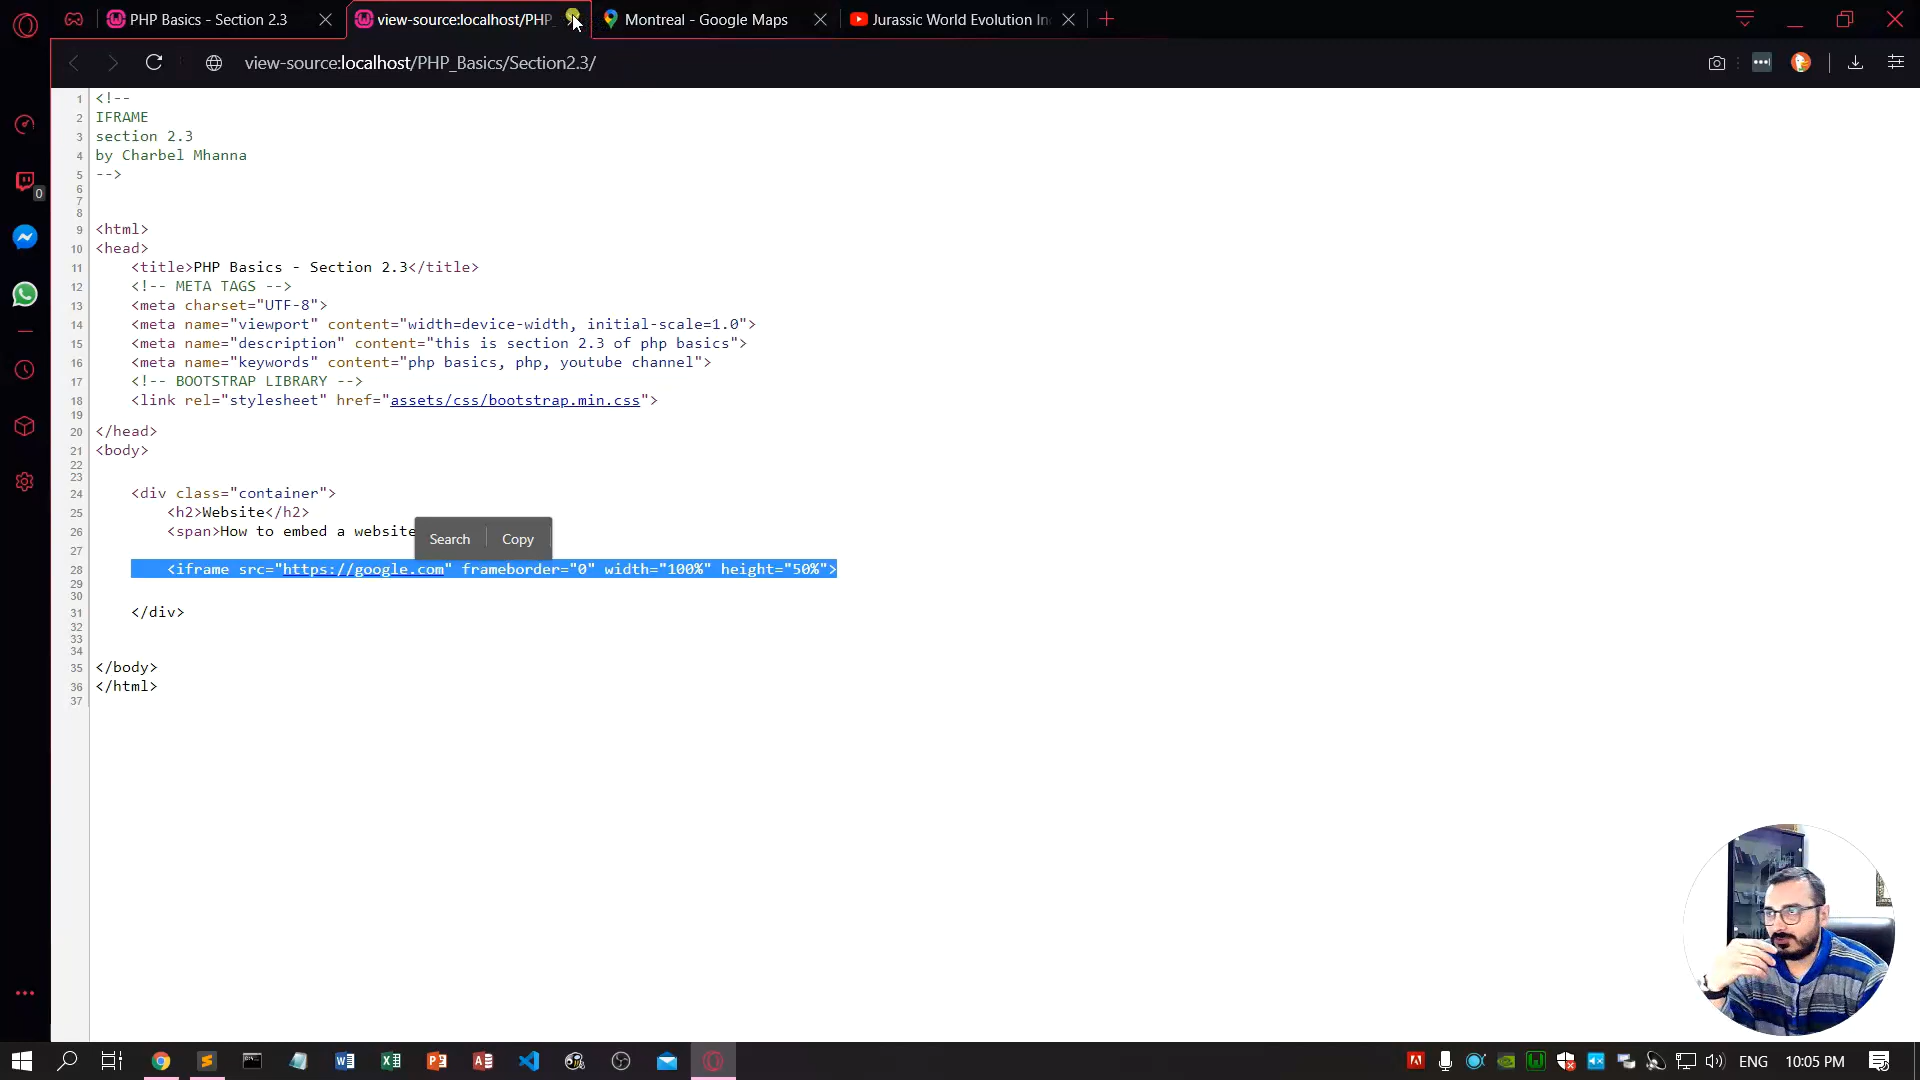 PHP Basics - Section 2.3
view-source:localhost/PHP_
Montreal - Google Maps
Jurassic World Evolution In
view-source:localhost/PHP_Basics/Section2.3/
1 <!--
2 IFRAME
3 section 2.3
4 by Charbel Mhanna
5 -->
6
7
8
9 <html>
10 <head>
11 <title>PHP Basics - Section 2.3</title>
12 <!-- META TAGS -->
13 <meta charset="UTF-8">
14 <meta name="viewport" content="width=device-width, initial-scale=1.0">
15 <meta name="description" content="this is section 2.3 of php basics">
16 <meta name="keywords" content="php basics, php, youtube channel">
17 <!-- BOOTSTRAP LIBRARY -->
18 <link rel="stylesheet" href="assets/css/bootstrap.min.css">
19
20 </head>
21 <body>
22
23
24 <div class="container">
25 <h2>Website</h2>
26 <span>How to embed a website
Search Copy
27
28 <iframe src="https://google.com" frameborder="0" width="100%" height="50%">
29
30
31 </div>
32
33
34
35 </body>
36 </html>
37
0
ENG 10:05 PM